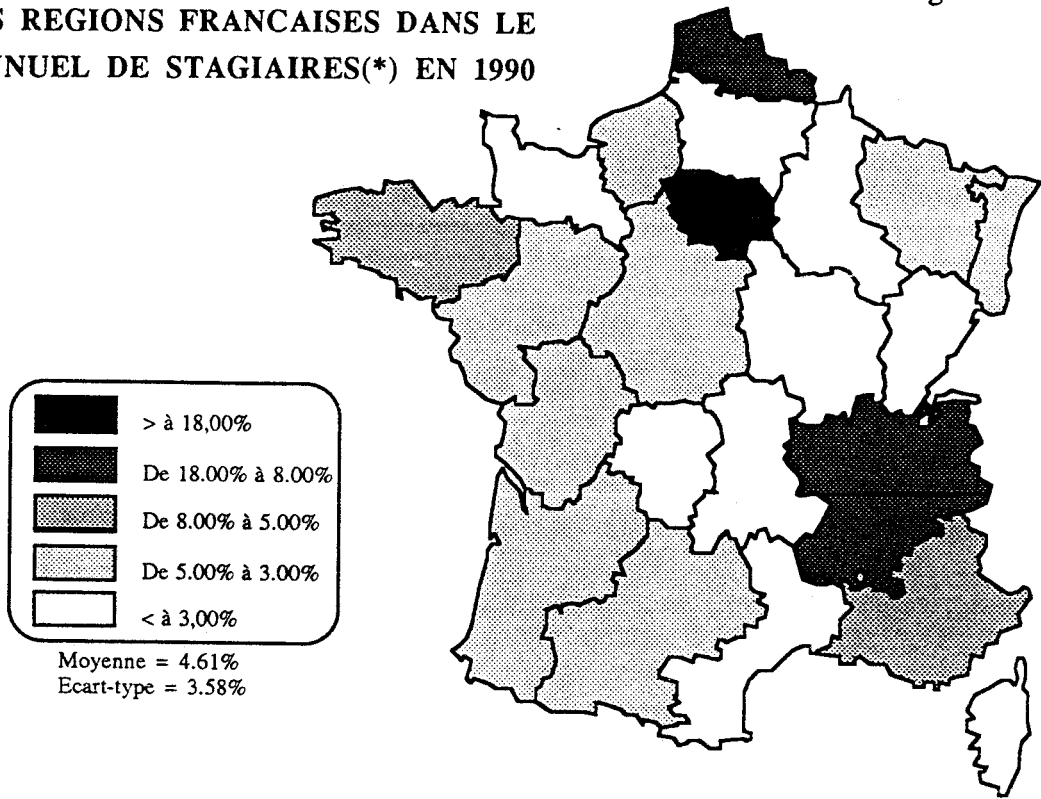 REGIONS FRANCAISES DANS LE
NUEL DE STAGIAIRES(*) EN 1990
> à 18,00%
De 18.00% à 8.00%
De 8.00% à 5.00%
De 5.00% à 3.00%
< à 3,00%
Moyenne = 4.61%
Ecart-type = 3.58%